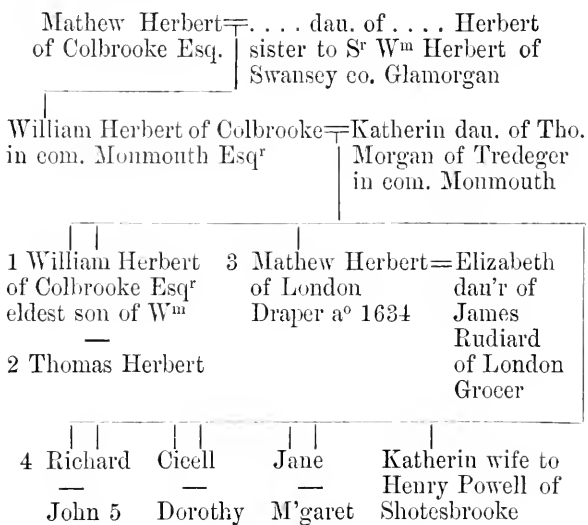 Mathew Herbert=. . . . dau. of . . . . Herbert
of Colbrooke Esq. sister to Sʳ Wᵐ Herbert of
Swansey co. Glamorgan
William Herbert of Colbrooke=Katherin dau. of Tho.
in com. Monmouth Esqʳ Morgan of Tredeger
in com. Monmouth
1 William Herbert
of Colbrooke Esqʳ
eldest son of Wᵐ
—
2 Thomas Herbert
3 Mathew Herbert=Elizabeth
of London
Draper aᵒ 1634
dau'r of
James
Rudiard
of London
Grocer
4 Richard Cicell Jane Katherin wife to
— — — Henry Powell of
John 5 Dorothy M'garet Shotesbrooke